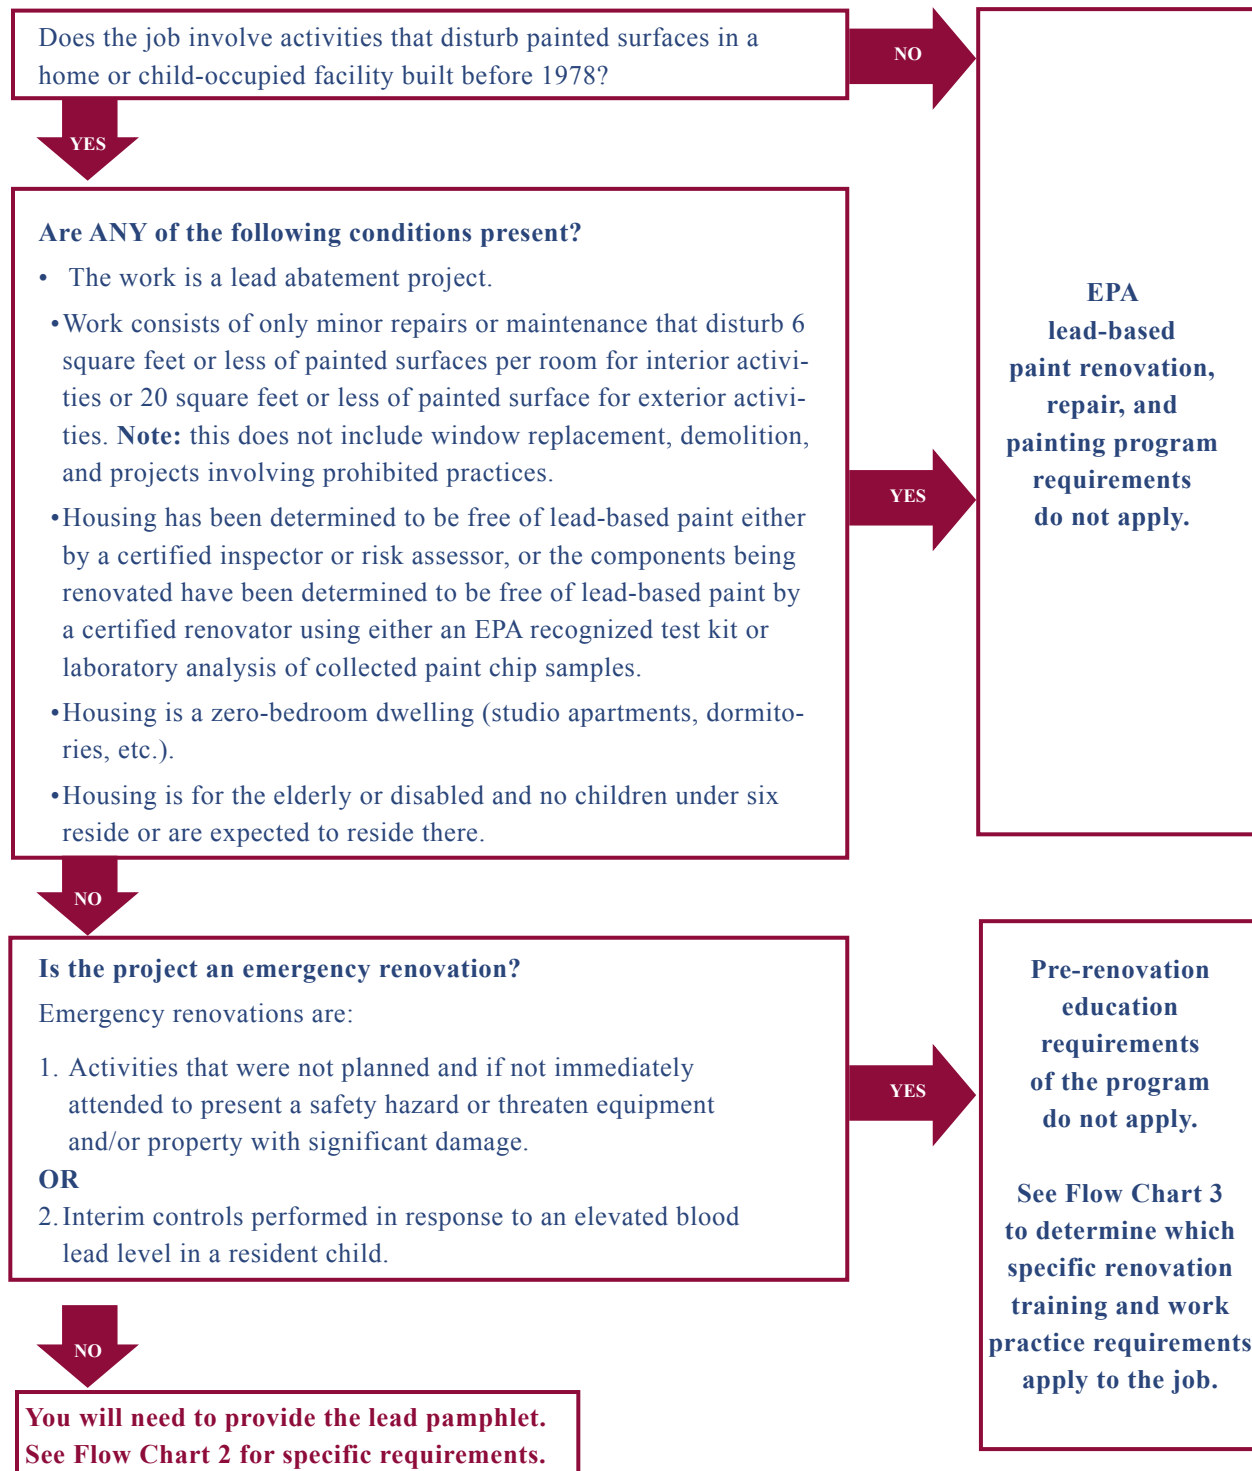 Does the job involve activities that disturb painted surfaces in a
home or child-occupied facility built before 1978?
NO
YES
Are ANY of the following conditions present?
• The work is a lead abatement project.
•Work consists of only minor repairs or maintenance that disturb 6
square feet or less of painted surfaces per room for interior activi-
ties or 20 square feet or less of painted surface for exterior activi-
ties. Note: this does not include window replacement, demolition,
and projects involving prohibited practices.
•Housing has been determined to be free of lead-based paint either
by a certified inspector or risk assessor, or the components being
renovated have been determined to be free of lead-based paint by
a certified renovator using either an EPA recognized test kit or
laboratory analysis of collected paint chip samples.
•Housing is a zero-bedroom dwelling (studio apartments, dormito-
ries, etc.).
•Housing is for the elderly or disabled and no children under six
reside or are expected to reside there.
YES
EPA
lead-based
paint renovation,
repair, and
painting program
requirements
do not apply.
NO
Is the project an emergency renovation?
Emergency renovations are:
1. Activities that were not planned and if not immediately
attended to present a safety hazard or threaten equipment
and/or property with significant damage.
OR
2. Interim controls performed in response to an elevated blood
lead level in a resident child.
YES
Pre-renovation
education
requirements
of the program
do not apply.
See Flow Chart 3
to determine which
specific renovation
training and work
practice requirements
apply to the job.
NO
You will need to provide the lead pamphlet.
See Flow Chart 2 for specific requirements.